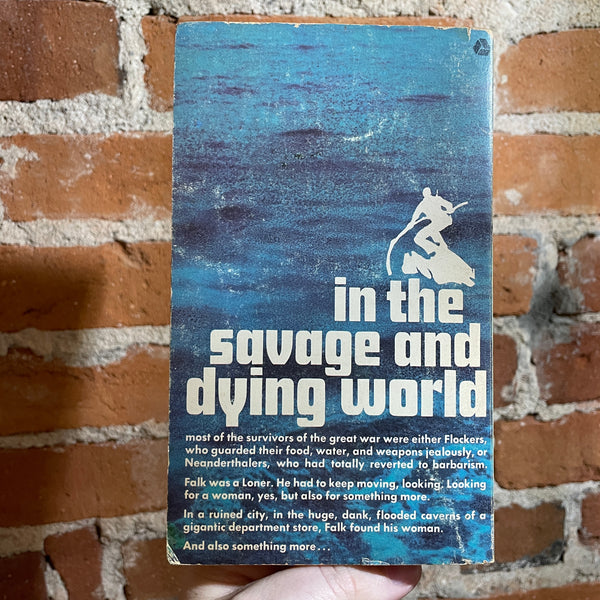 in the
savage and
dying world
most of the survivors of the great war were either Flockers,
who guarded their food, water, and weapons jealously, or
Neanderthalers, who had totally reverted to barbarism.
Falk was a Loner. He had to keep moving, looking. Looking
for a woman, yes, but also for something more.
In a ruined city, in the huge, dank, flooded caverns of a
gigantic department store, Falk found his woman.
And also something more...